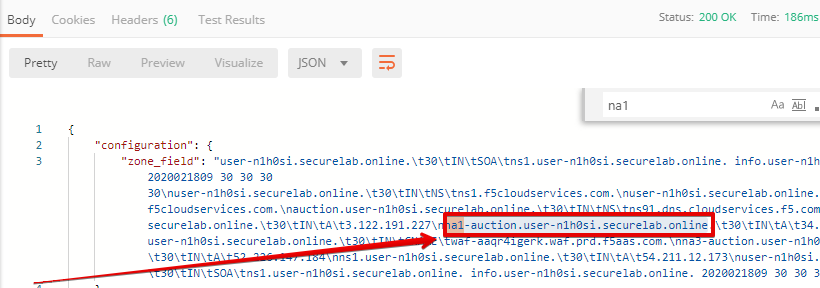 Body Cookies Headers (6) Test Results Status: 200 OK Time: 186ms
Pretty Raw Preview Visualize JSON
na1 Aa Abl
1 {
2 "configuration": {
3 "zone_field": "user-n1h0si.securelab.online.\t30\tIN\tSOA\tns1.user-n1h0si.securelab.online. info.user-n1h0si.securelab.online.
2020021809 30 30 30
30\nuser-n1h0si.securelab.online.\t30\tIN\tNS\tns1.f5cloudservices.com.\nuser-n1h0si.securelab.online.
f5cloudservices.com.\nauction.user-n1h0si.securelab.online.\t30\tIN\tNS\tns91.dns.cloudservices.f5.com
securelab.online.\t30\tIN\tA\t3.122.191.227\nna1-auction.user-n1h0si.securelab.online.\t30\tIN\tA\t34.
user-n1h0si.securelab.online.\t30\tIN\t \twaf-aaqr4igerk.waf.prd.f5aas.com.\nna3-auction.user-n1h0si
\t30\tIN\tA\t52. .147.184\nns1.user-n1h0si.securelab.online.\t30\tIN\tA\t54.211.12.173\nuser-n1h0si
\t30\tIN\tSOA\tns1.user-n1h0si.securelab.online. info.user-n1h0si.securelab.online. 2020021809 30 30 3